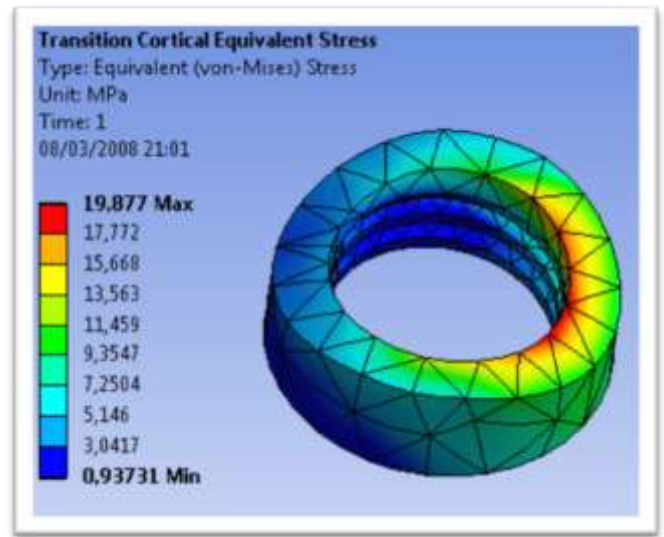 Transition Cortical Equivalent Stress
Type: Equivalent (von-Mises) Stress
Unit: MPa
Time: 1
08/03/2008 21:01
19,877 Max
17,772
15,668
13,563
11,459
9,3547
7,2504
5,146
3,0417
0,93731 Min